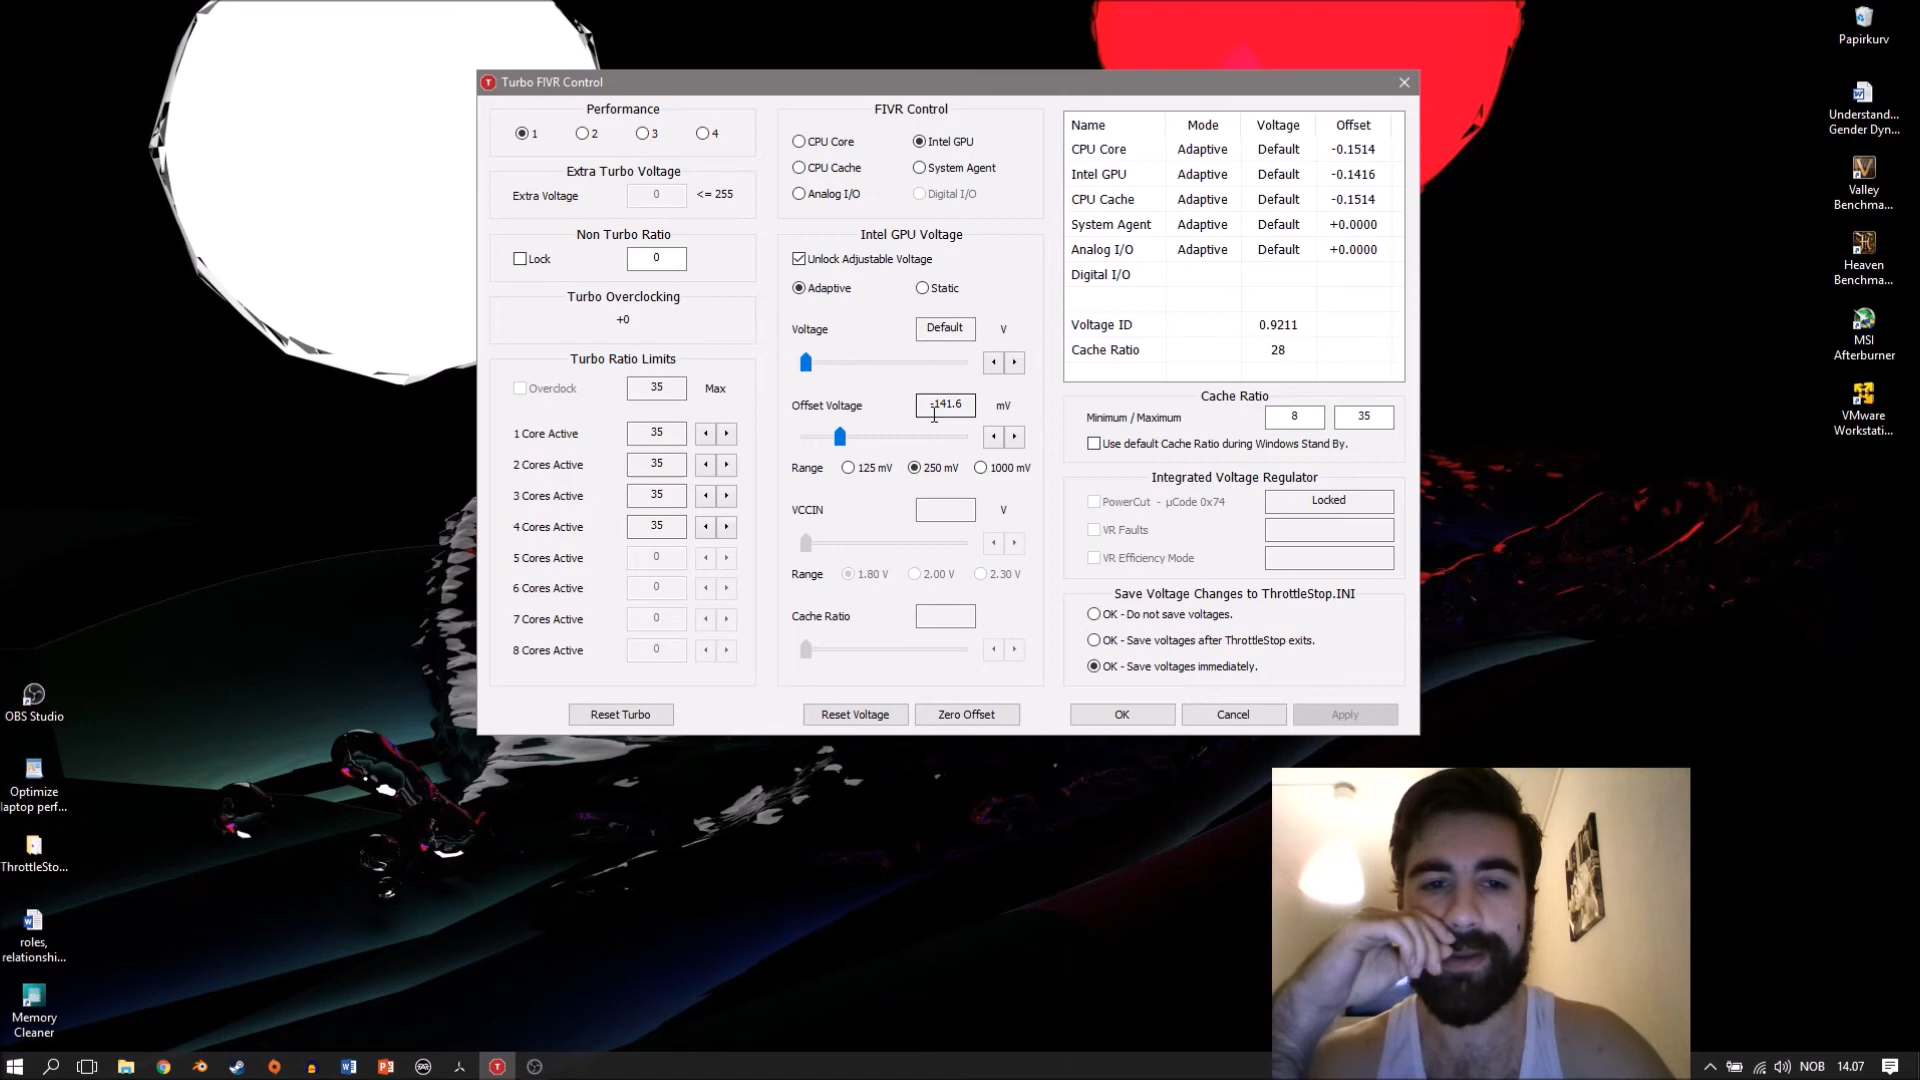 Turbo FIVR Control
Performance
1 2 3 4
Extra Turbo Voltage
Extra Voltage 0 <= 255
Non Turbo Ratio
Lock 0
Turbo Overclocking
+0
Turbo Ratio Limits
Overclock 35 Max
1 Core Active 35
2 Cores Active 35
3 Cores Active 35
4 Cores Active 35
5 Cores Active 0
6 Cores Active 0
7 Cores Active 0
8 Cores Active 0
Reset Turbo
FIVR Control
CPU Core Intel GPU
CPU Cache System Agent
Analog I/O Digital I/O
Intel GPU Voltage
Unlock Adjustable Voltage
Adaptive Static
Voltage Default V
Offset Voltage -141.6 mV
Range 125 mV 250 mV 1000 mV
VCCIN V
Range 1.80 V 2.00 V 2.30 V
Cache Ratio
Reset Voltage Zero Offset
Name Mode Voltage Offset
CPU Core Adaptive Default -0.1514
Intel GPU Adaptive Default -0.1416
CPU Cache Adaptive Default -0.1514
System Agent Adaptive Default +0.0000
Analog I/O Adaptive Default +0.0000
Digital I/O
Voltage ID 0.9211
Cache Ratio 28
Cache Ratio
Minimum / Maximum 8 35
Use default Cache Ratio during Windows Stand By.
Integrated Voltage Regulator
PowerCut - µCode 0x74 Locked
VR Faults
VR Efficiency Mode
Save Voltage Changes to ThrottleStop.INI
OK - Do not save voltages.
OK - Save voltages after ThrottleStop exits.
OK - Save voltages immediately.
OK Cancel Apply
Papirkurv
Understand...
Gender Dyn...
Valley
Benchma...
Heaven
Benchma...
MSI
Afterburner
VMware
Workstati...
OBS Studio
Optimize
laptop perf...
ThrottleSto...
roles,
relationshi...
Memory
Cleaner
NOB 14.07